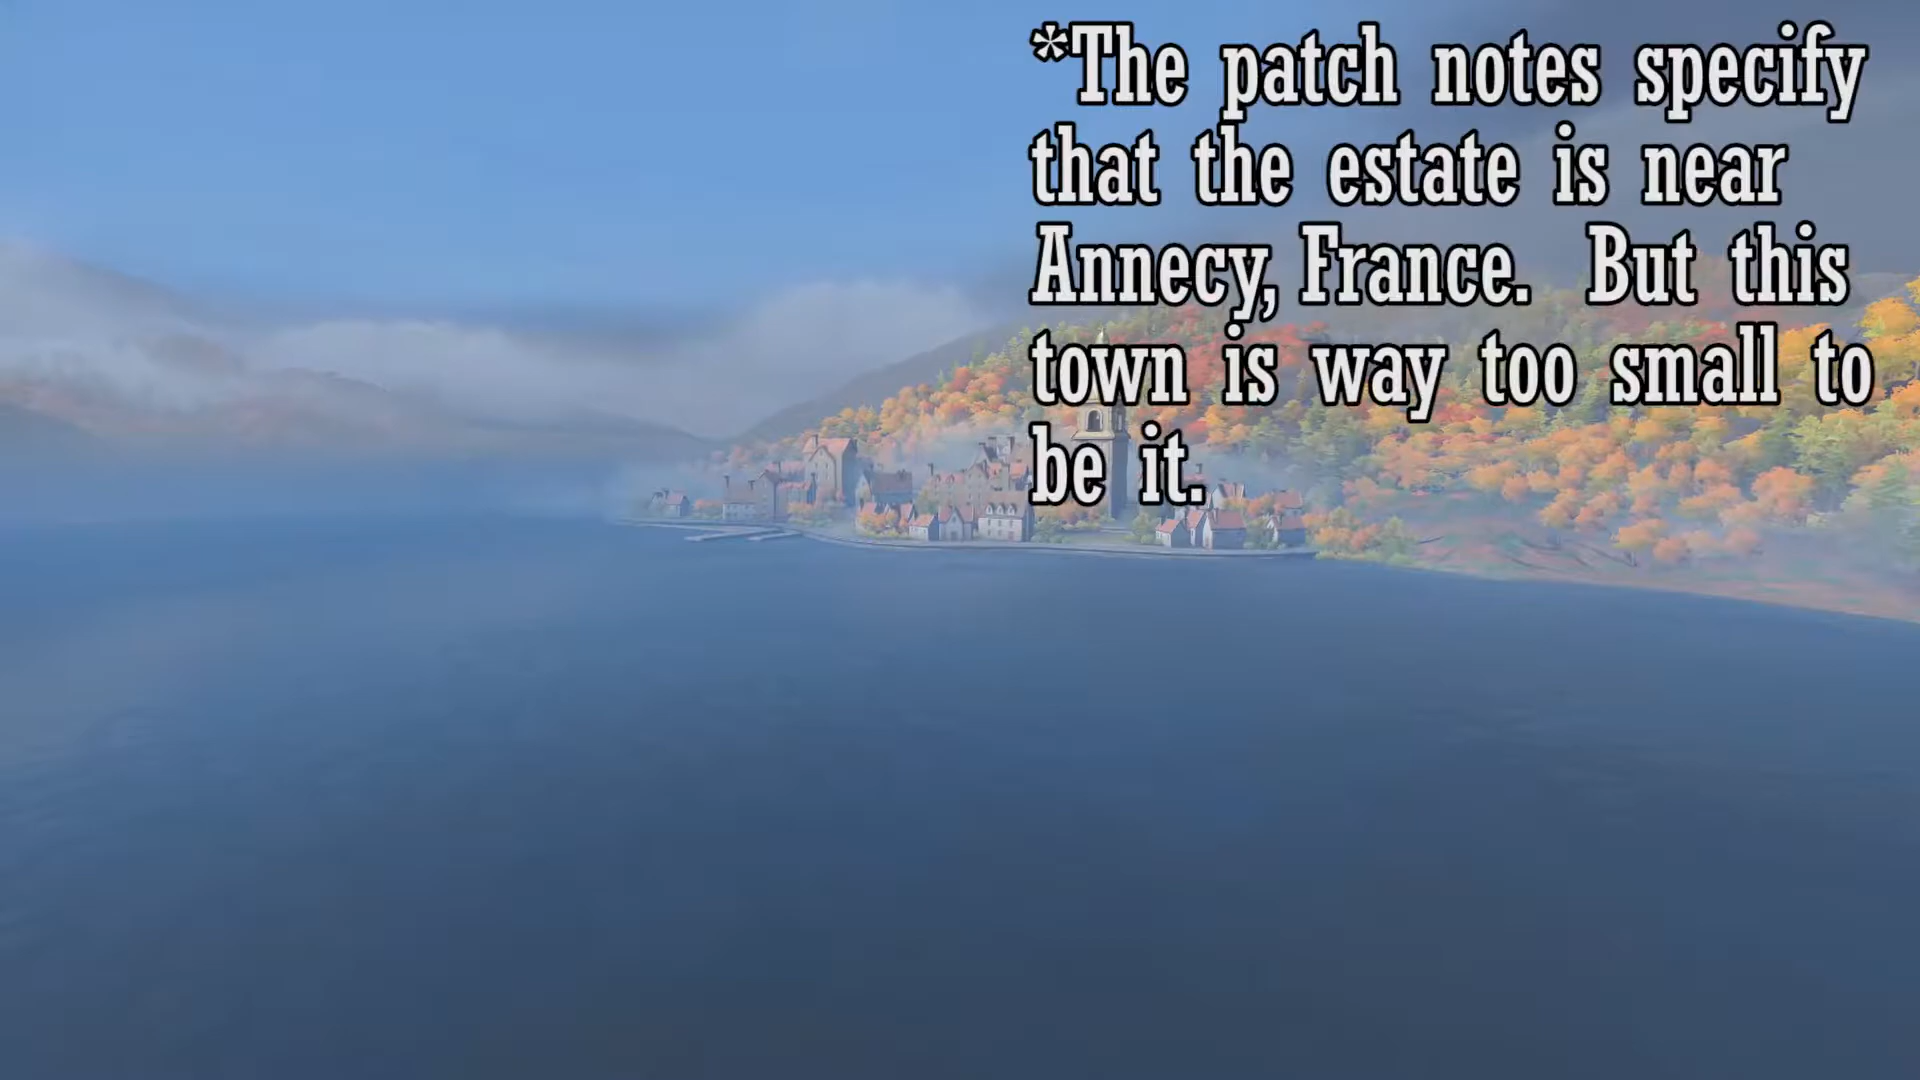 *The patch notes specify
that the estate is near
Annecy, France. But this
town is way too small to
be it.